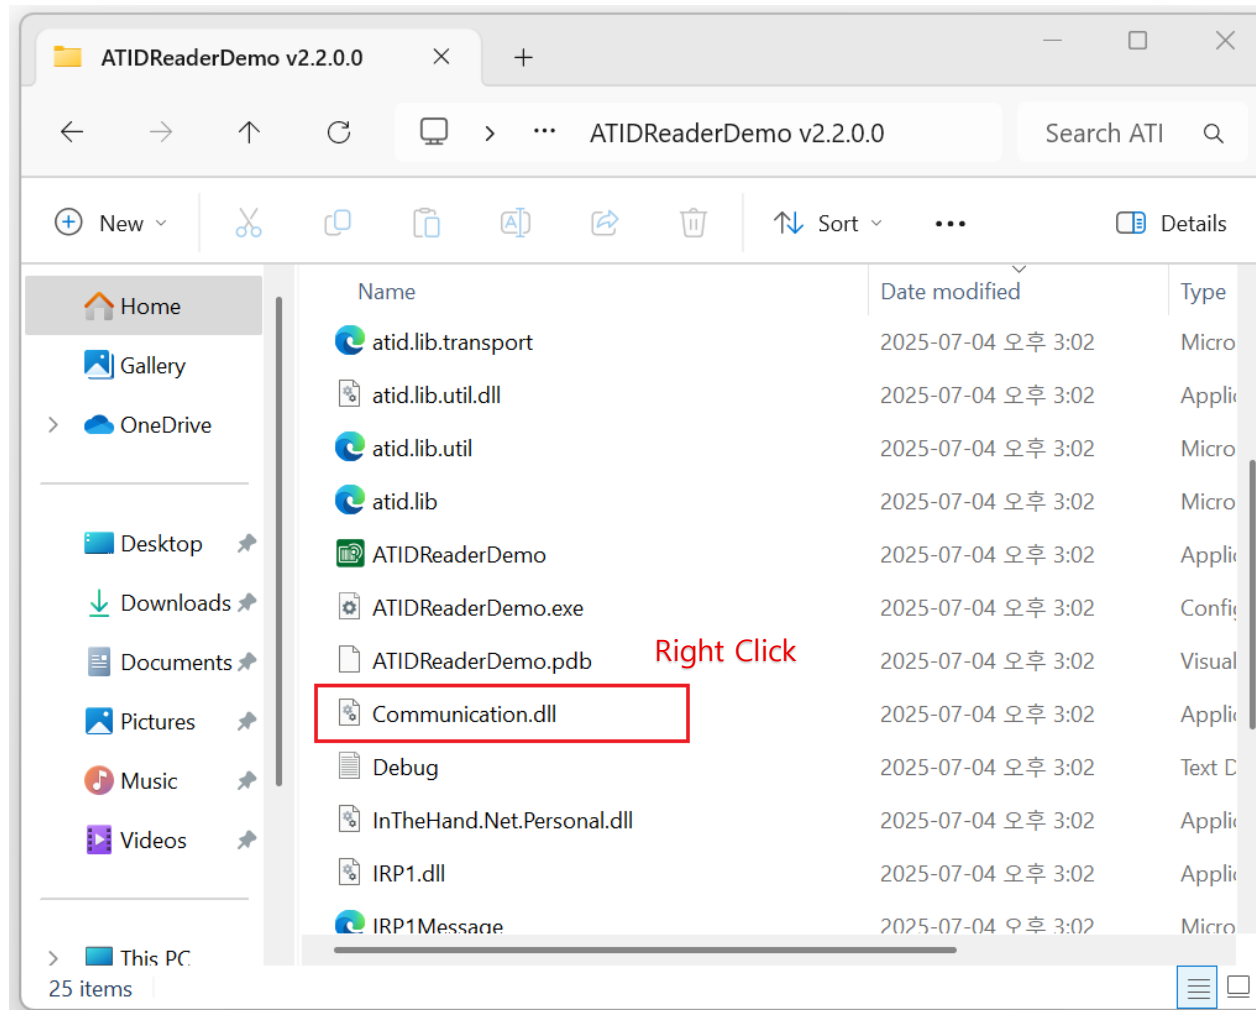 ATIDReaderDemo v2.2.0.0
ATIDReaderDemo v2.2.0.0
Search ATI
New
Sort
Details
Home
Gallery
OneDrive
Desktop
Downloads
Documents
Pictures
Music
Videos
This PC
Name Date modified Type
atid.lib.transport 2025-07-04 오후 3:02 Micro
atid.lib.util.dll 2025-07-04 오후 3:02 Applic
atid.lib.util 2025-07-04 오후 3:02 Micro
atid.lib 2025-07-04 오후 3:02 Micro
ATIDReaderDemo 2025-07-04 오후 3:02 Applic
ATIDReaderDemo.exe 2025-07-04 오후 3:02 Config
ATIDReaderDemo.pdb 2025-07-04 오후 3:02 Visual
Right Click
Communication.dll 2025-07-04 오후 3:02 Applic
Debug 2025-07-04 오후 3:02 Text D
InTheHand.Net.Personal.dll 2025-07-04 오후 3:02 Applic
IRP1.dll 2025-07-04 오후 3:02 Applic
IRP1Message 2025-07-04 오후 3:02 Micro
25 items